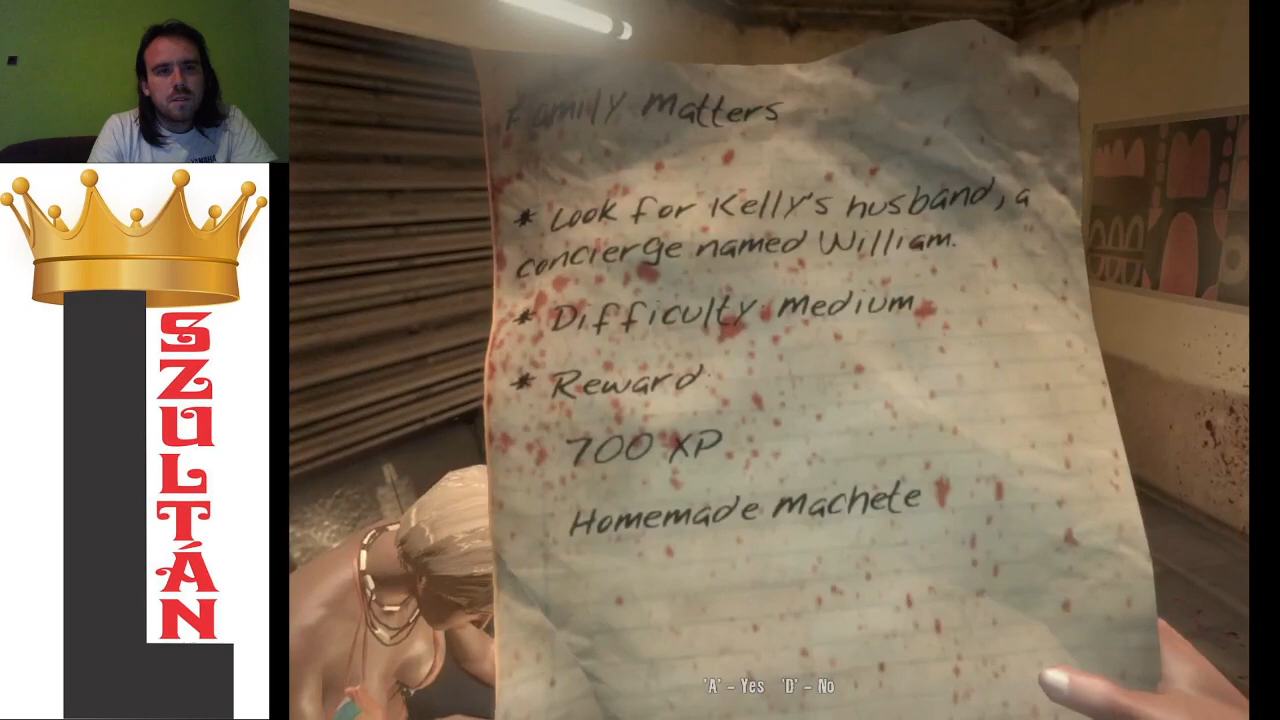 YAMAHA
L
SZULTÁN
Family Matters
* Look for Kelly's husband, a
concierge named William.
* Difficulty: Medium
* Reward
700 XP
Homemade Machete
'A' - Yes 'D' - No